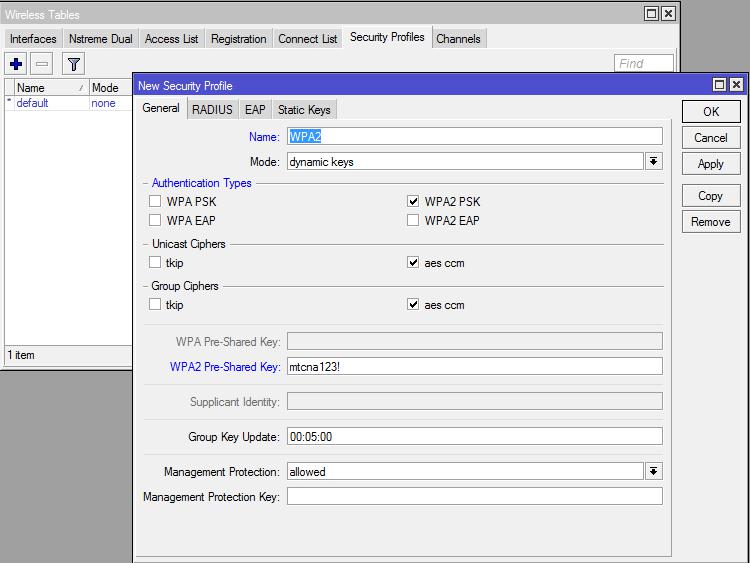 Wireless Tables
Interfaces Nstreme Dual Access List Registration Connect List Security Profiles Channels
Find
Name / Mode
* default none
1 item
New Security Profile
General RADIUS EAP Static Keys
Name: WPA2
Mode: dynamic keys
Authentication Types
WPA PSK WPA2 PSK
WPA EAP WPA2 EAP
Unicast Ciphers
tkip aes ccm
Group Ciphers
tkip aes ccm
WPA Pre-Shared Key:
WPA2 Pre-Shared Key: mtcna123!
Supplicant Identity:
Group Key Update: 00:05:00
Management Protection: allowed
Management Protection Key:
OK
Cancel
Apply
Copy
Remove